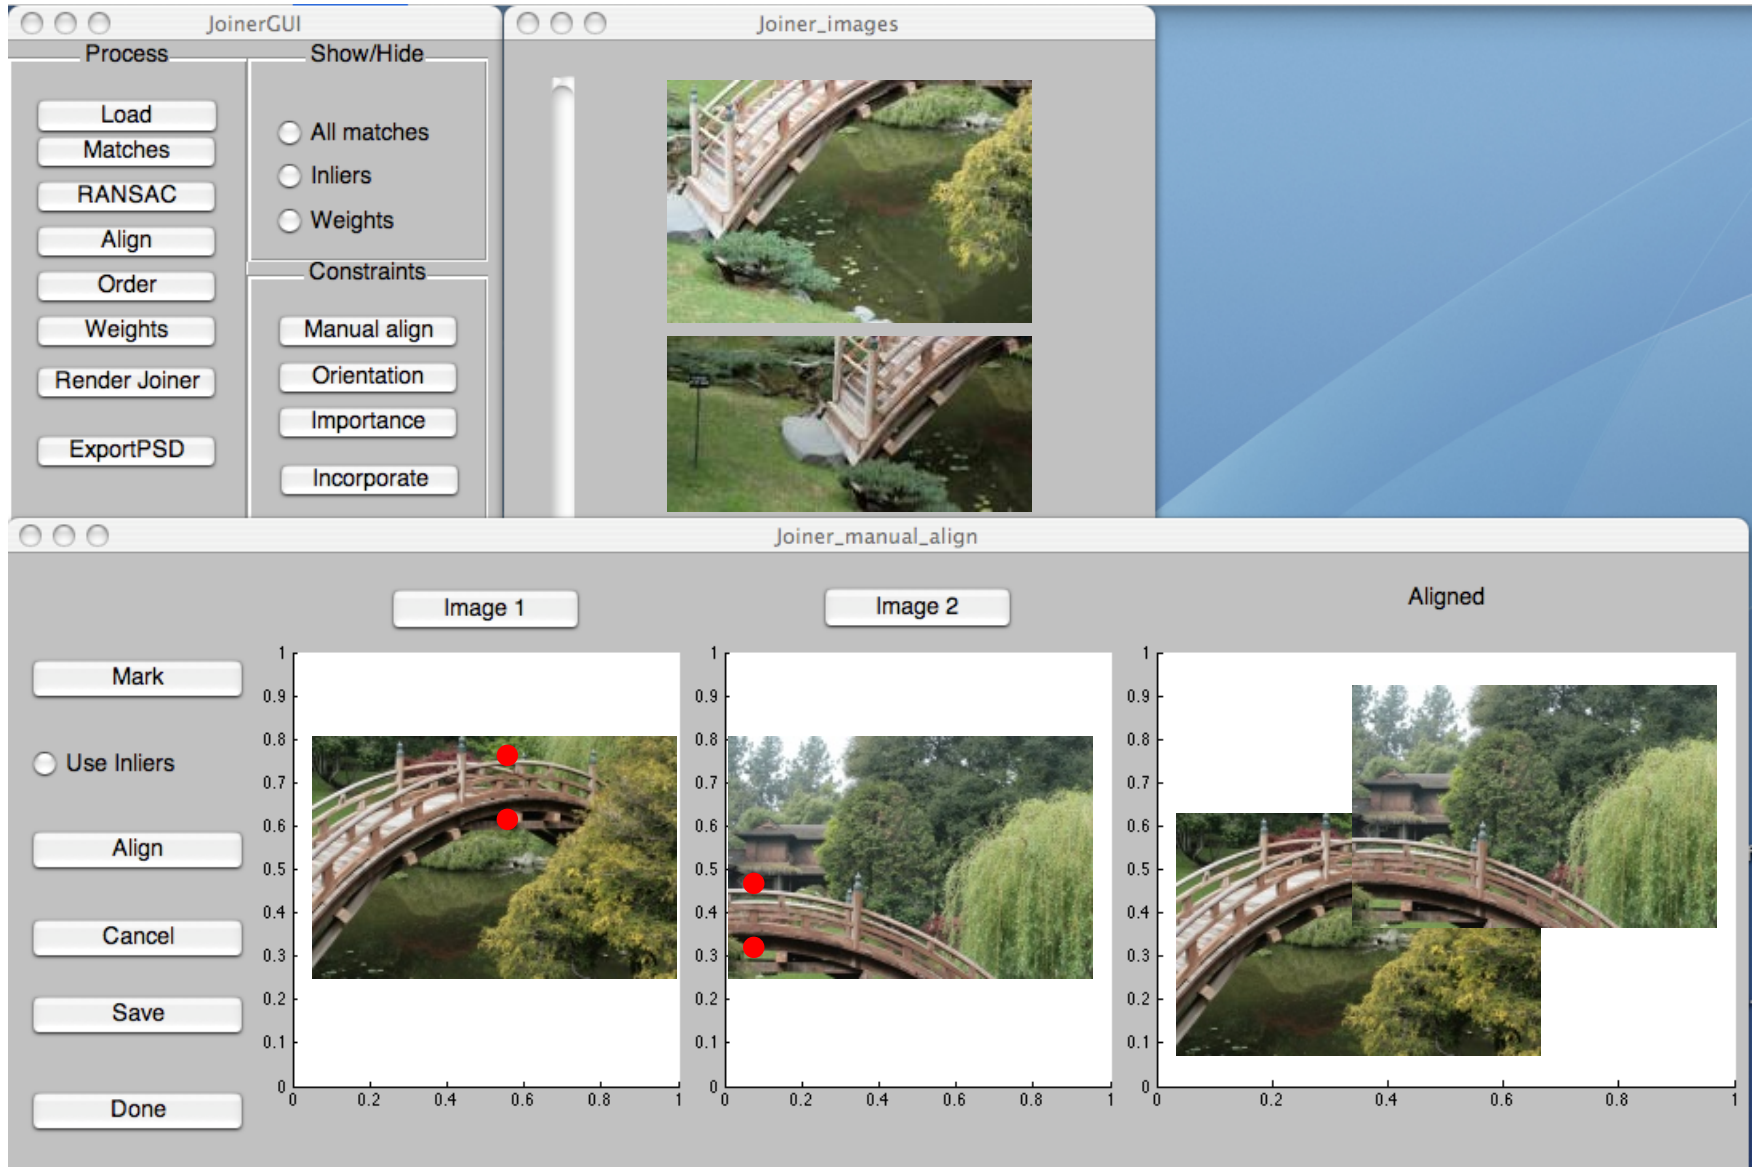 JoinerGUI
Process
Load
Matches
RANSAC
Align
Order
Weights
Render Joiner
ExportPSD
Show/Hide
All matches
Inliers
Weights
Constraints
Manual align
Orientation
Importance
Incorporate
Joiner_images
Joiner_manual_align
Mark
Use Inliers
Align
Cancel
Save
Done
Image 1
1
0.9
0.8
0.7
0.6
0.5
0.4
0.3
0.2
0.1
0
0 0.2 0.4 0.6 0.8 1
Image 2
1
0.9
0.8
0.7
0.6
0.5
0.4
0.3
0.2
0.1
0
0 0.2 0.4 0.6 0.8 1
Aligned
1
0.9
0.8
0.7
0.6
0.5
0.4
0.3
0.2
0.1
0
0 0.2 0.4 0.6 0.8 1